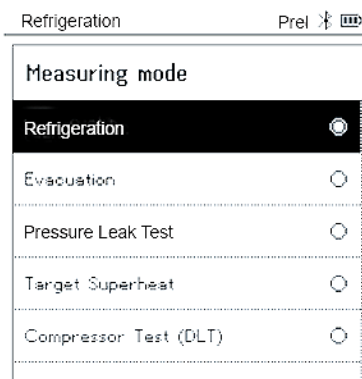 Refrigeration Prel
Measuring mode
Refrigeration
Evacuation
Pressure Leak Test
Target Superheat
Compressor Test (DLT)